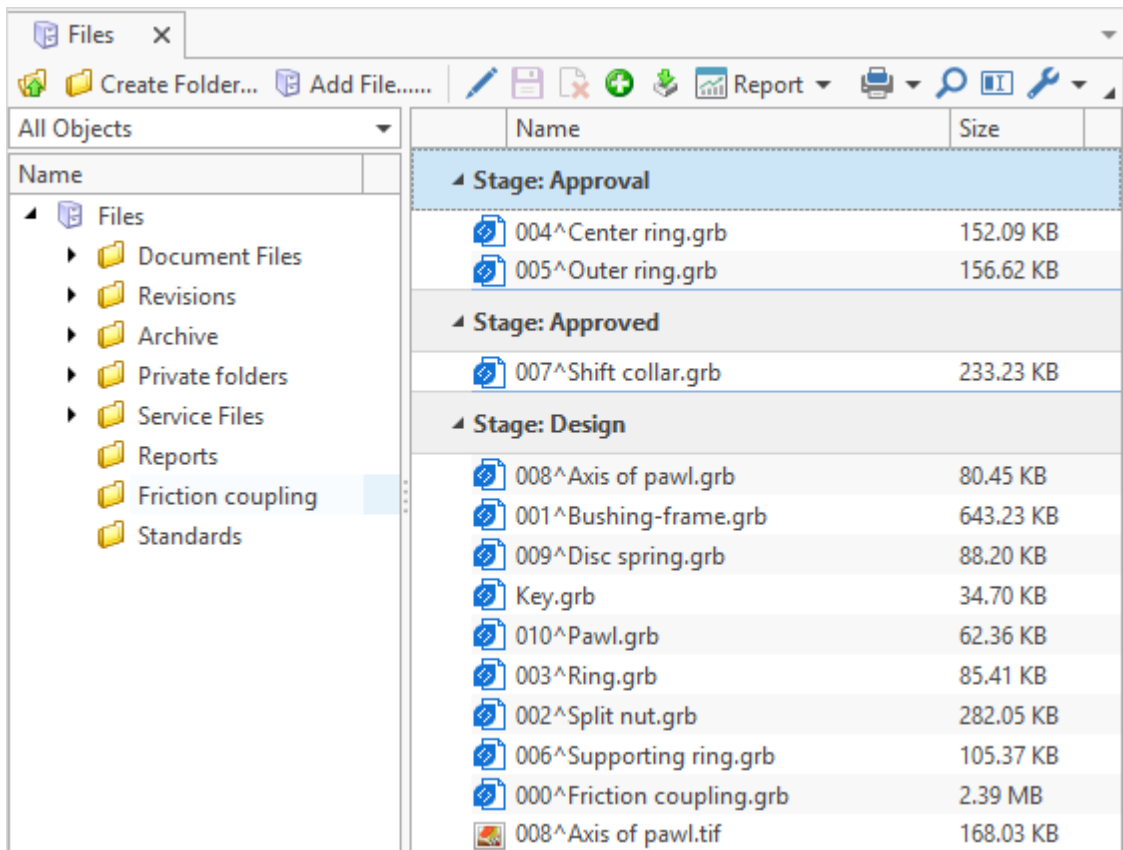 Files
Create Folder... Add File...... Report
All Objects
Name
Files
Document Files
Revisions
Archive
Private folders
Service Files
Reports
Friction coupling
Standards
Name Size
Stage: Approval
004^Center ring.grb 152.09 KB
005^Outer ring.grb 156.62 KB
Stage: Approved
007^Shift collar.grb 233.23 KB
Stage: Design
008^Axis of pawl.grb 80.45 KB
001^Bushing-frame.grb 643.23 KB
009^Disc spring.grb 88.20 KB
Key.grb 34.70 KB
010^Pawl.grb 62.36 KB
003^Ring.grb 85.41 KB
002^Split nut.grb 282.05 KB
006^Supporting ring.grb 105.37 KB
000^Friction coupling.grb 2.39 MB
008^Axis of pawl.tif 168.03 KB